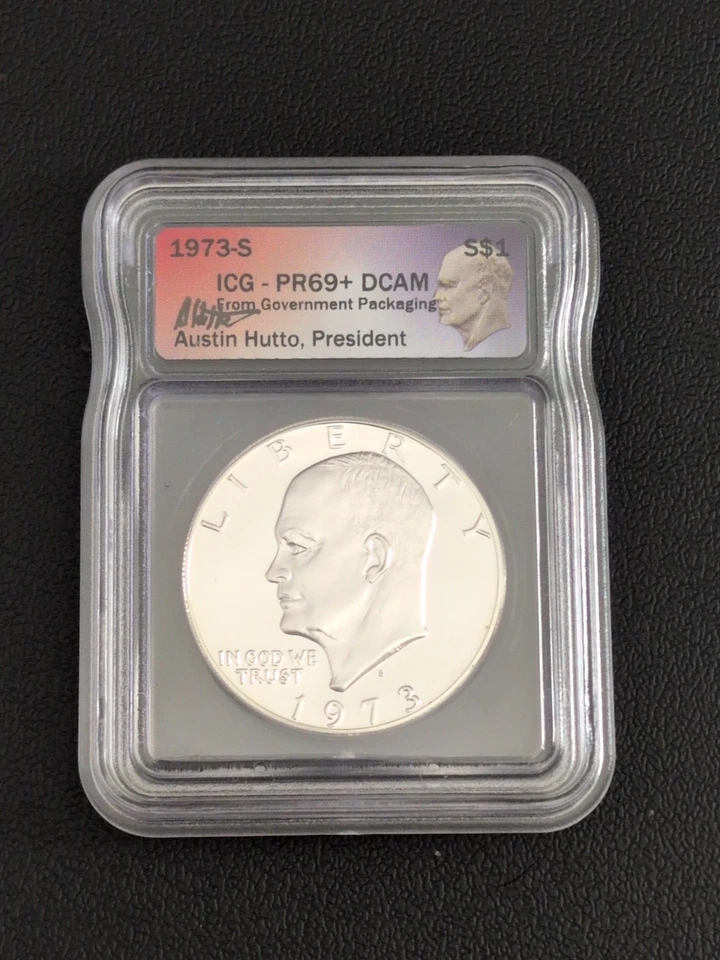 1973-S S$1
ICG - PR69+ DCAM
From Government Packaging
Austin Hutto, President
LIBERTY
IN GOD WE
TRUST
S
1973